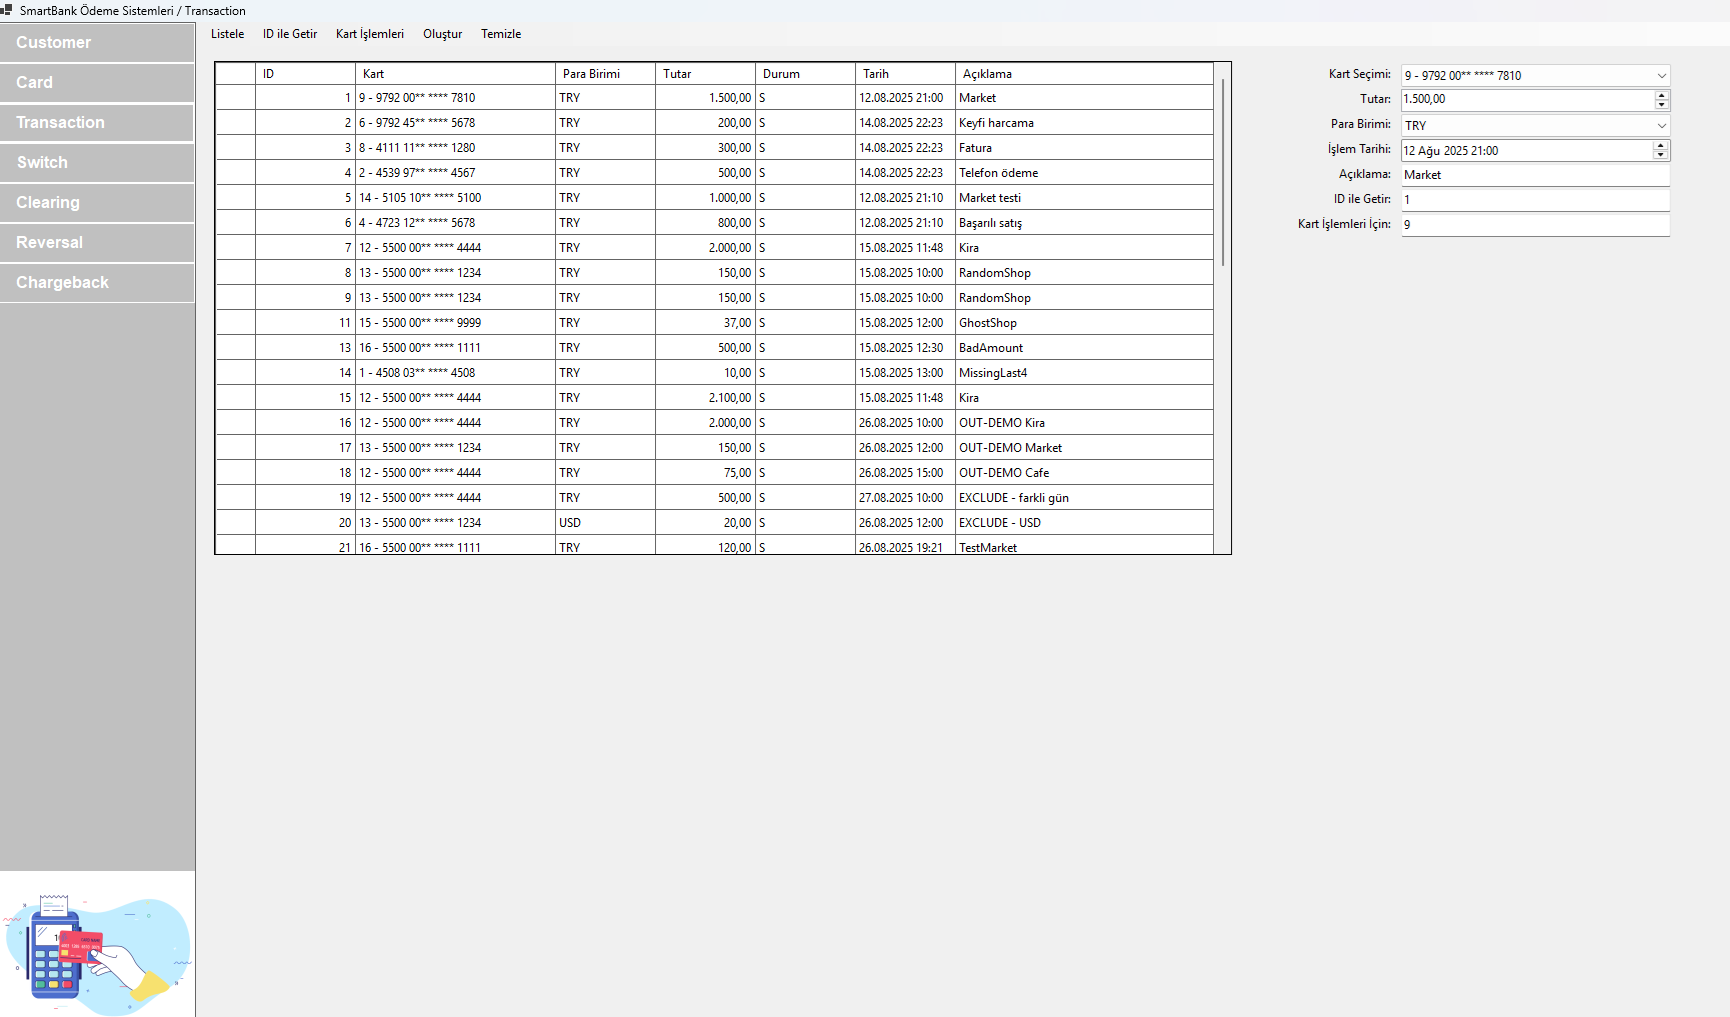 SmartBank Ödeme Sistemleri / Transaction
Customer
Card
Transaction
Switch
Clearing
Reversal
Chargeback
Listele ID ile Getir Kart İşlemleri Oluştur Temizle
ID Kart Para Birimi Tutar Durum Tarih Açıklama
1 9 - 9792 00** **** 7810 TRY 1.500,00 S 12.08.2025 21:00 Market
2 6 - 9792 45** **** 5678 TRY 200,00 S 14.08.2025 22:23 Keyfi harcama
3 8 - 4111 11** **** 1280 TRY 300,00 S 14.08.2025 22:23 Fatura
4 2 - 4539 97** **** 4567 TRY 500,00 S 14.08.2025 22:23 Telefon ödeme
5 14 - 5105 10** **** 5100 TRY 1.000,00 S 12.08.2025 21:10 Market testi
6 4 - 4723 12** **** 5678 TRY 800,00 S 12.08.2025 21:10 Başarılı satış
7 12 - 5500 00** **** 4444 TRY 2.000,00 S 15.08.2025 11:48 Kira
8 13 - 5500 00** **** 1234 TRY 150,00 S 15.08.2025 10:00 RandomShop
9 13 - 5500 00** **** 1234 TRY 150,00 S 15.08.2025 10:00 RandomShop
11 15 - 5500 00** **** 9999 TRY 37,00 S 15.08.2025 12:00 GhostShop
13 16 - 5500 00** **** 1111 TRY 500,00 S 15.08.2025 12:30 BadAmount
14 1 - 4508 03** **** 4508 TRY 10,00 S 15.08.2025 13:00 MissingLast4
15 12 - 5500 00** **** 4444 TRY 2.100,00 S 15.08.2025 11:48 Kira
16 12 - 5500 00** **** 4444 TRY 2.000,00 S 26.08.2025 10:00 OUT-DEMO Kira
17 13 - 5500 00** **** 1234 TRY 150,00 S 26.08.2025 12:00 OUT-DEMO Market
18 12 - 5500 00** **** 4444 TRY 75,00 S 26.08.2025 15:00 OUT-DEMO Cafe
19 12 - 5500 00** **** 4444 TRY 500,00 S 27.08.2025 10:00 EXCLUDE - farkli gün
20 13 - 5500 00** **** 1234 USD 20,00 S 26.08.2025 12:00 EXCLUDE - USD
21 16 - 5500 00** **** 1111 TRY 120,00 S 26.08.2025 19:21 TestMarket
Kart Seçimi: 9 - 9792 00** **** 7810
Tutar: 1.500,00
Para Birimi: TRY
İşlem Tarihi: 12 Ağu 2025 21:00
Açıklama: Market
ID ile Getir: 1
Kart İşlemleri İçin: 9